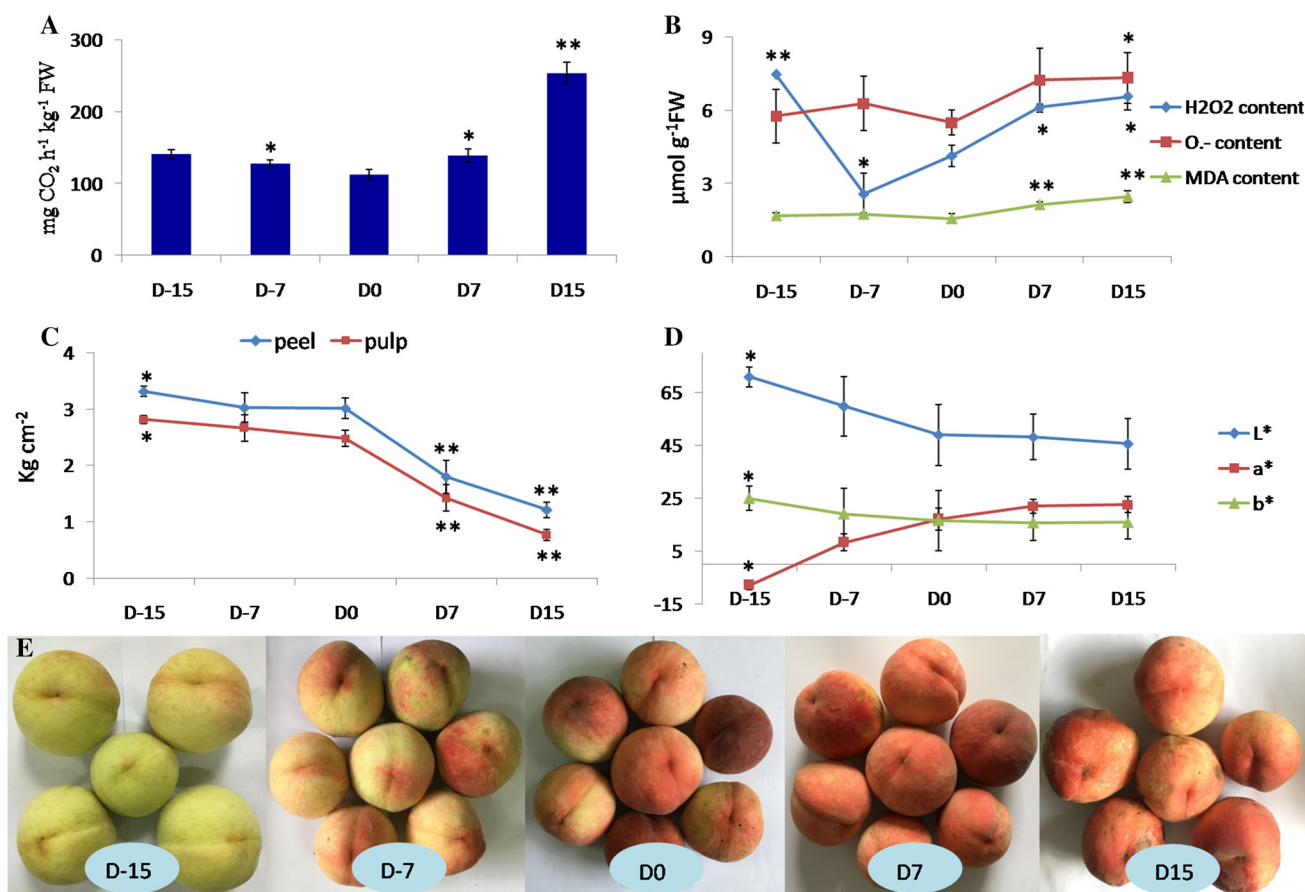 A
mg CO₂ h⁻¹ kg⁻¹ FW
300
200
100
0
*
*
**
D-15 D-7 D0 D7 D15
B
μmol g⁻¹FW
9
6
3
0
**
*
*
*
*
**
**
H2O2 content
O.- content
MDA content
D-15 D-7 D0 D7 D15
C
peel pulp
Kg cm⁻²
4
3
2
1
0
*
*
**
**
**
**
D-15 D-7 D0 D7 D15
D
65
45
25
5
-15
*
*
*
L*
a*
b*
D-15 D-7 D0 D7 D15
E
D-15 D-7 D0 D7 D15